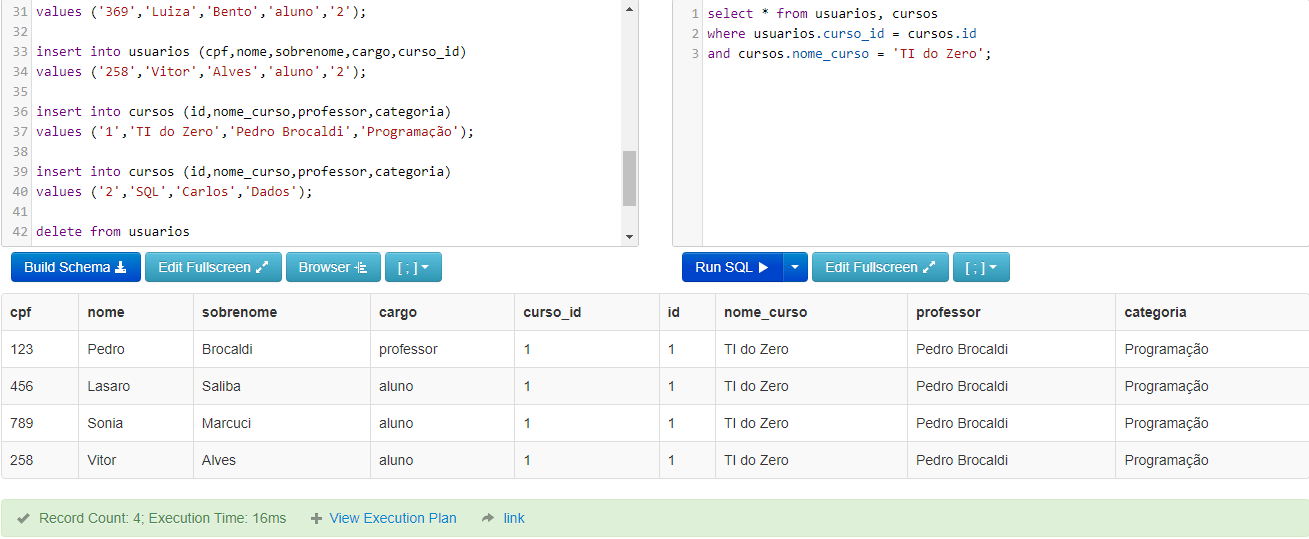 31 values ('369','Luiza','Bento','aluno','2');
32
33 insert into usuarios (cpf,nome,sobrenome,cargo,curso_id)
34 values ('258','Vitor','Alves','aluno','2');
35
36 insert into cursos (id,nome_curso,professor,categoria)
37 values ('1','TI do Zero','Pedro Brocaldi','Programação');
38
39 insert into cursos (id,nome_curso,professor,categoria)
40 values ('2','SQL','Carlos','Dados');
41
42 delete from usuarios
1 select * from usuarios, cursos
2 where usuarios.curso_id = cursos.id
3 and cursos.nome_curso = 'TI do Zero';
Build Schema Edit Fullscreen Browser [ ; ] Run SQL Edit Fullscreen [ ; ]
cpf nome sobrenome cargo curso_id id nome_curso professor categoria
123 Pedro Brocaldi professor 1 1 TI do Zero Pedro Brocaldi Programação
456 Lasaro Saliba aluno 1 1 TI do Zero Pedro Brocaldi Programação
789 Sonia Marcuci aluno 1 1 TI do Zero Pedro Brocaldi Programação
258 Vitor Alves aluno 1 1 TI do Zero Pedro Brocaldi Programação
Record Count: 4; Execution Time: 16ms View Execution Plan link